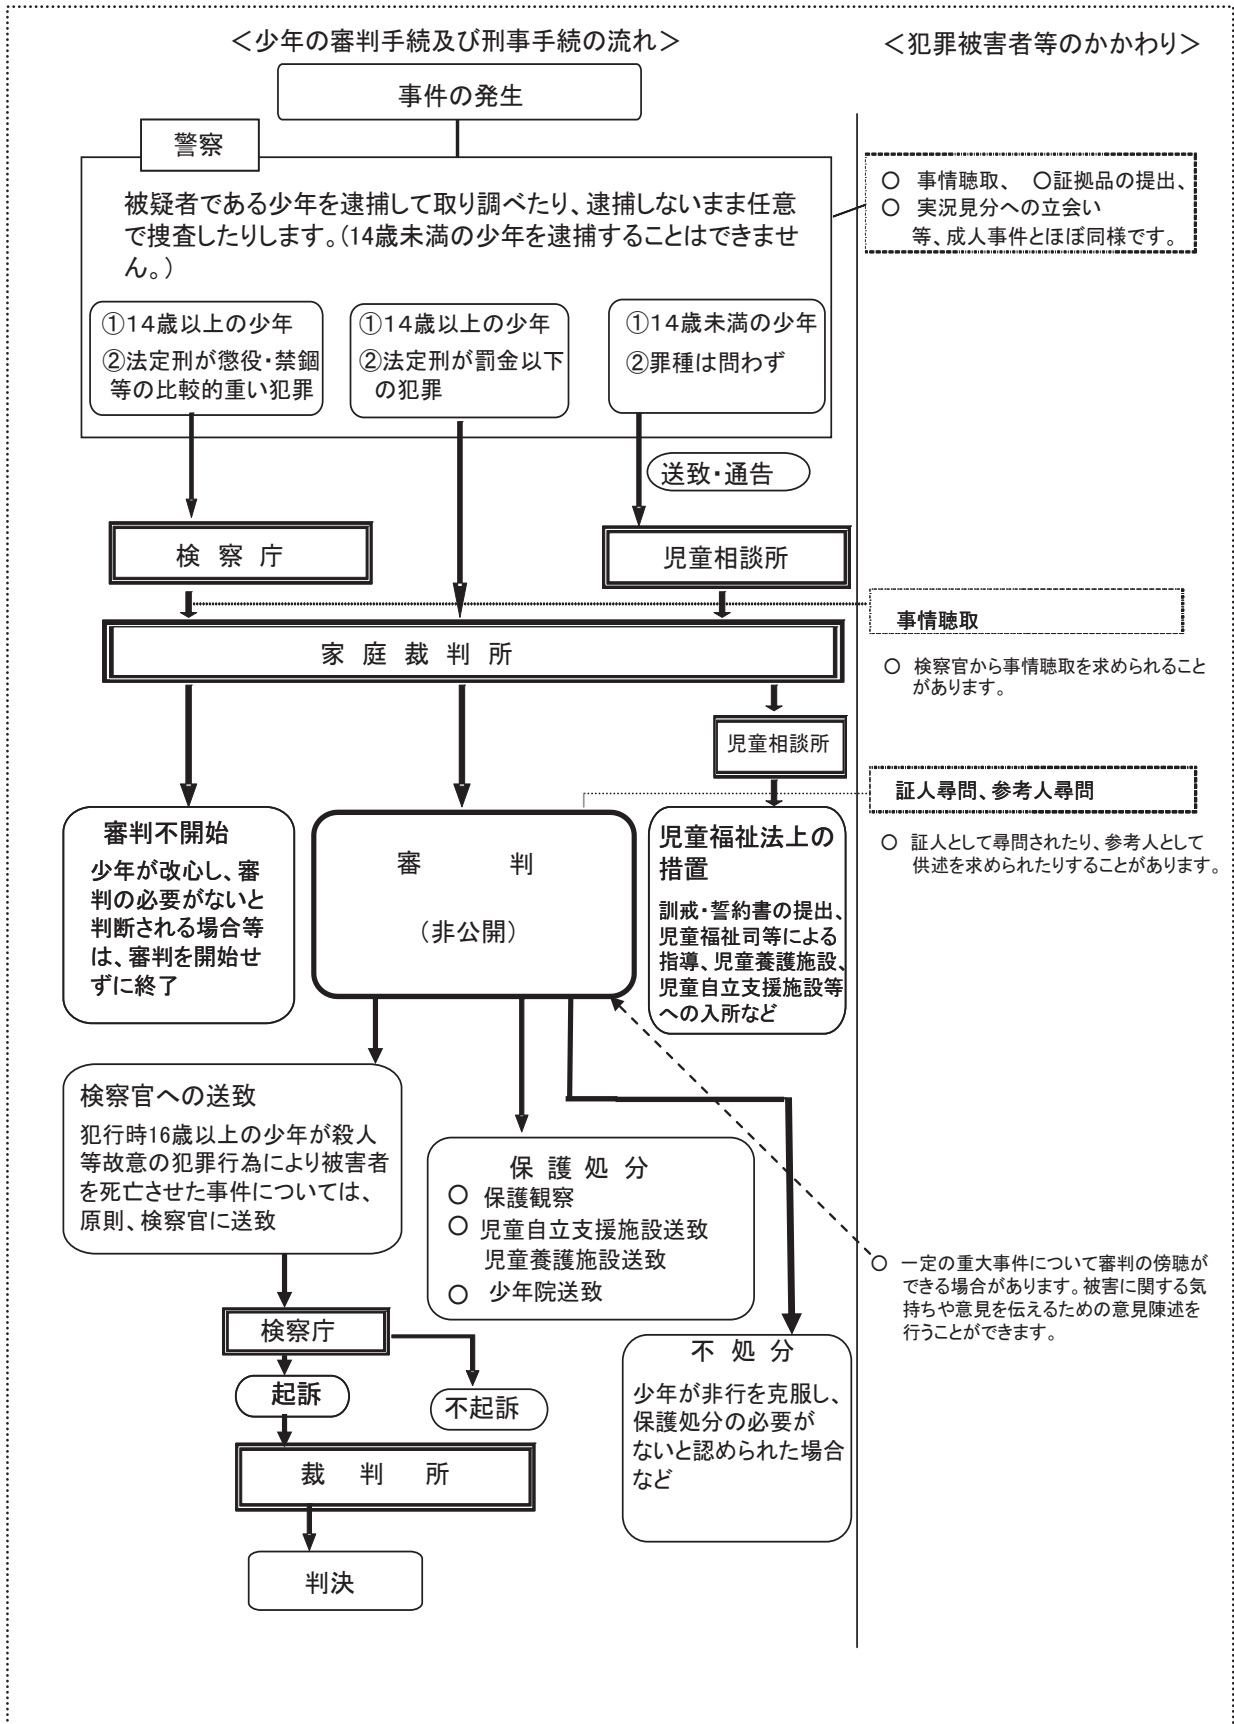 ＜少年の審判手続及び刑事手続の流れ＞
＜犯罪被害者等のかかわり＞
事件の発生
警察
被疑者である少年を逮捕して取り調べたり、逮捕しないまま任意
で捜査したりします。(14歳未満の少年を逮捕することはできませ
ん。)
○ 事情聴取、 ○証拠品の提出、
○ 実況見分への立会い
等、成人事件とほぼ同様です。
①14歳以上の少年
②法定刑が懲役・禁錮
等の比較的重い犯罪
①14歳以上の少年
②法定刑が罰金以下
の犯罪
①14歳未満の少年
②罪種は問わず
送致・通告
検 察 庁
児童相談所
事情聴取
家 庭 裁 判 所
○ 検察官から事情聴取を求められること
があります。
児童相談所
証人尋問、参考人尋問
○ 証人として尋問されたり、参考人として
供述を求められたりすることがあります。
審判不開始
少年が改心し、審
判の必要がないと
判断される場合等
は、審判を開始せ
ずに終了
審 判
(非公開)
児童福祉法上の
措置
訓戒・誓約書の提出、
児童福祉司等による
指導、児童養護施設、
児童自立支援施設等
への入所など
検察官への送致
犯行時16歳以上の少年が殺人
等故意の犯罪行為により被害者
を死亡させた事件については、
原則、検察官に送致
保 護 処 分
○ 保護観察
○ 児童自立支援施設送致
児童養護施設送致
○ 少年院送致
○ 一定の重大事件について審判の傍聴が
できる場合があります。被害に関する気
持ちや意見を伝えるための意見陳述を
行うことができます。
検察庁
起訴
不起訴
不 処 分
少年が非行を克服し、
保護処分の必要が
ないと認められた場合
など
裁 判 所
判決